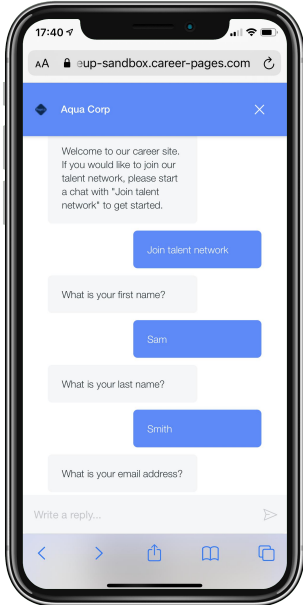 17:40
AA eup-sandbox.career-pages.com
Aqua Corp
Welcome to our career site.
If you would like to join our
talent network, please start
a chat with "Join talent
network" to get started.
Join talent network
What is your first name?
Sam
What is your last name?
Smith
What is your email address?
Write a reply...